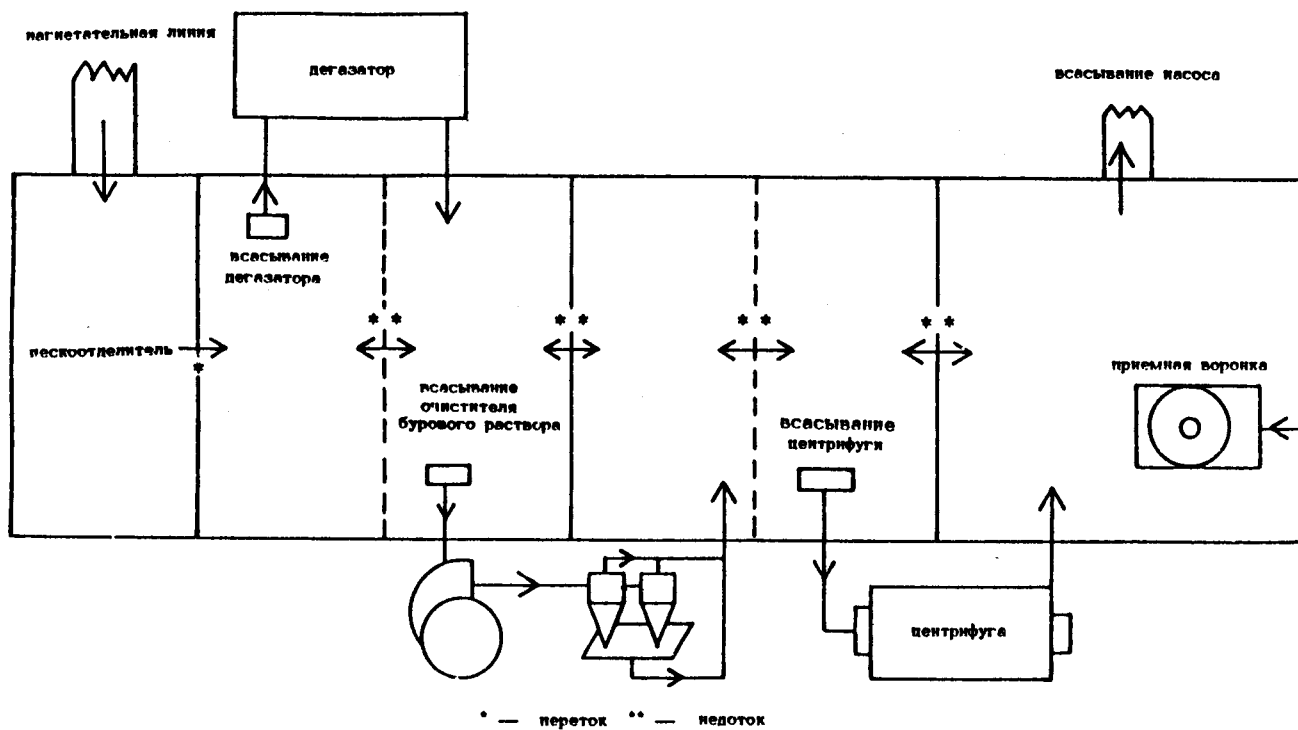 нагнетательная линия
дегазатор
всасывание насоса
всасывание
дегазатора
* *
* *
* *
* *
пескоотделитель
*
приемная воронка
всасывание
очистителя
бурового раствора
всасывание
центрифуги
центрифуга
* — переток ** — недоток